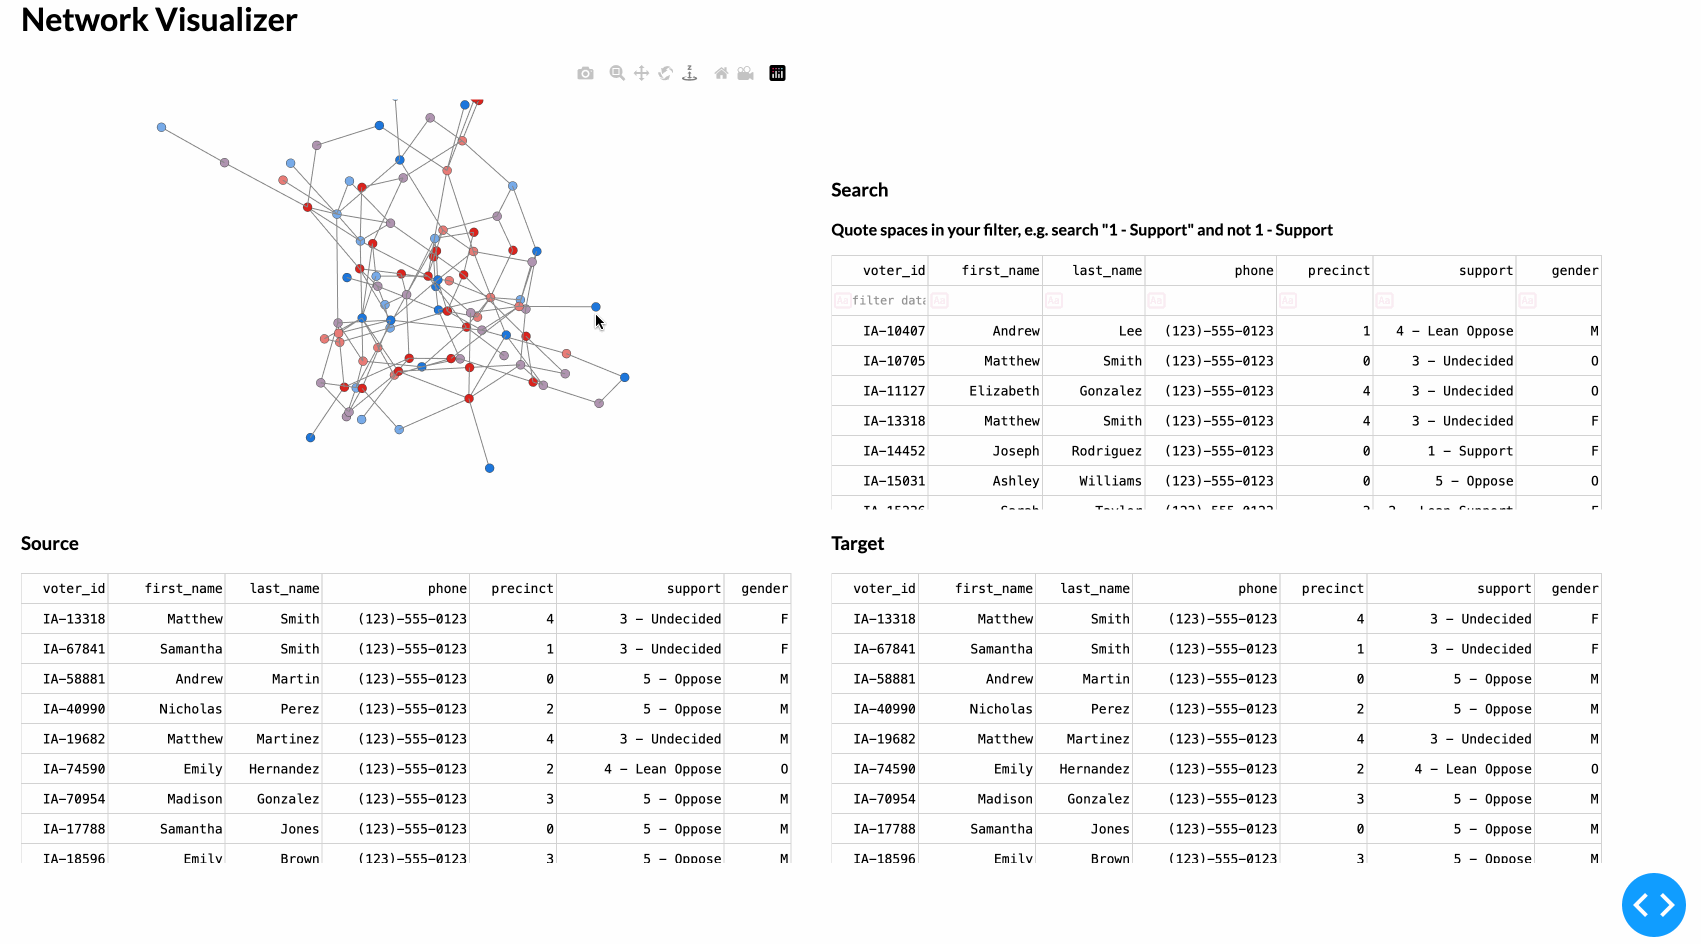 Network Visualizer
Search
Quote spaces in your filter, e.g. search "1 - Support" and not 1 - Support
voter_id first_name last_name phone precinct support gender
filter data
IA-10407 Andrew Lee (123)-555-0123 1 4 - Lean Oppose M
IA-10705 Matthew Smith (123)-555-0123 0 3 - Undecided O
IA-11127 Elizabeth Gonzalez (123)-555-0123 4 3 - Undecided O
IA-13318 Matthew Smith (123)-555-0123 4 3 - Undecided F
IA-14452 Joseph Rodriguez (123)-555-0123 0 1 - Support F
IA-15031 Ashley Williams (123)-555-0123 0 5 - Oppose O
Source
voter_id first_name last_name phone precinct support gender
IA-13318 Matthew Smith (123)-555-0123 4 3 - Undecided F
IA-67841 Samantha Smith (123)-555-0123 1 3 - Undecided F
IA-58881 Andrew Martin (123)-555-0123 0 5 - Oppose M
IA-40990 Nicholas Perez (123)-555-0123 2 5 - Oppose M
IA-19682 Matthew Martinez (123)-555-0123 4 3 - Undecided M
IA-74590 Emily Hernandez (123)-555-0123 2 4 - Lean Oppose O
IA-70954 Madison Gonzalez (123)-555-0123 3 5 - Oppose M
IA-17788 Samantha Jones (123)-555-0123 0 5 - Oppose M
IA-18596 Emily Brown (123)-555-0123 3 5 - Oppose M
Target
voter_id first_name last_name phone precinct support gender
IA-13318 Matthew Smith (123)-555-0123 4 3 - Undecided F
IA-67841 Samantha Smith (123)-555-0123 1 3 - Undecided F
IA-58881 Andrew Martin (123)-555-0123 0 5 - Oppose M
IA-40990 Nicholas Perez (123)-555-0123 2 5 - Oppose M
IA-19682 Matthew Martinez (123)-555-0123 4 3 - Undecided M
IA-74590 Emily Hernandez (123)-555-0123 2 4 - Lean Oppose O
IA-70954 Madison Gonzalez (123)-555-0123 3 5 - Oppose M
IA-17788 Samantha Jones (123)-555-0123 0 5 - Oppose M
IA-18596 Emily Brown (123)-555-0123 3 5 - Oppose M